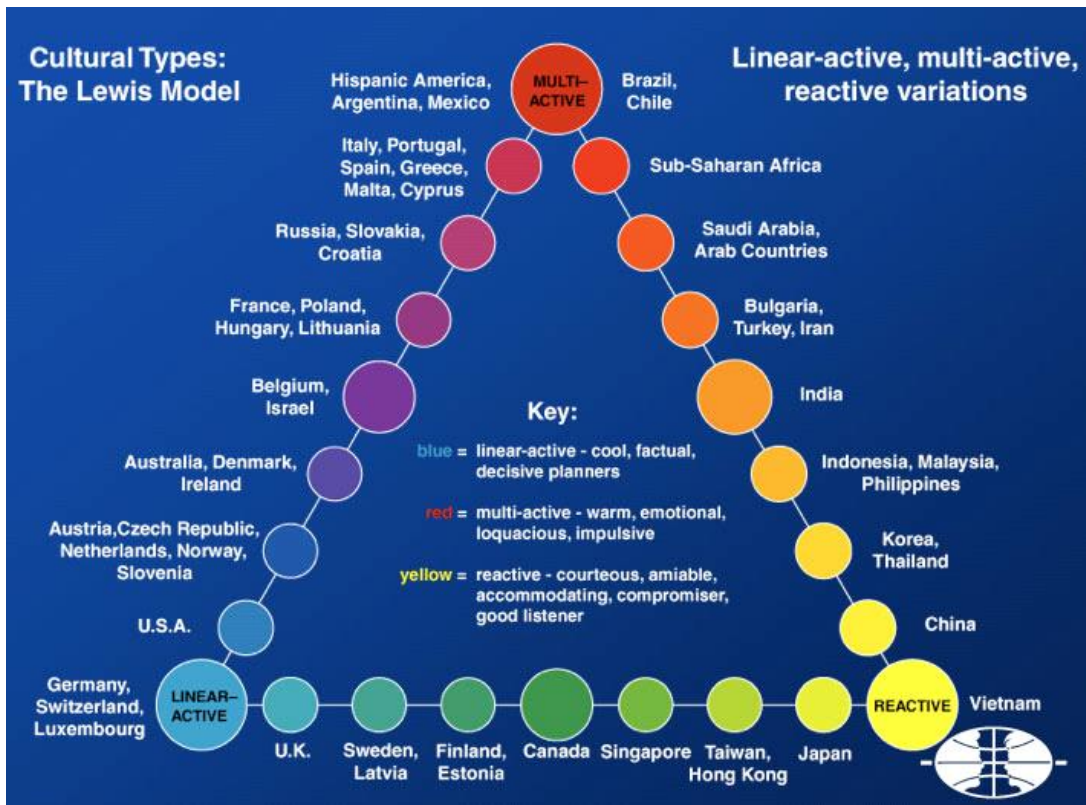 Cultural Types:
The Lewis Model
Linear-active, multi-active,
reactive variations
Hispanic America,
Argentina, Mexico
MULTI–
ACTIVE
Brazil,
Chile
Italy, Portugal,
Spain, Greece,
Malta, Cyprus
Sub-Saharan Africa
Russia, Slovakia,
Croatia
Saudi Arabia,
Arab Countries
France, Poland,
Hungary, Lithuania
Bulgaria,
Turkey, Iran
Belgium,
Israel
India
Key:
blue = linear-active - cool, factual,
decisive planners
red = multi-active - warm, emotional,
loquacious, impulsive
yellow = reactive - courteous, amiable,
accommodating, compromiser,
good listener
Australia, Denmark,
Ireland
Indonesia, Malaysia,
Philippines
Austria,Czech Republic,
Netherlands, Norway,
Slovenia
Korea,
Thailand
U.S.A.
China
Germany,
Switzerland,
Luxembourg
LINEAR–
ACTIVE
U.K.
Sweden,
Latvia
Finland,
Estonia
Canada
Singapore
Taiwan,
Hong Kong
Japan
REACTIVE
Vietnam